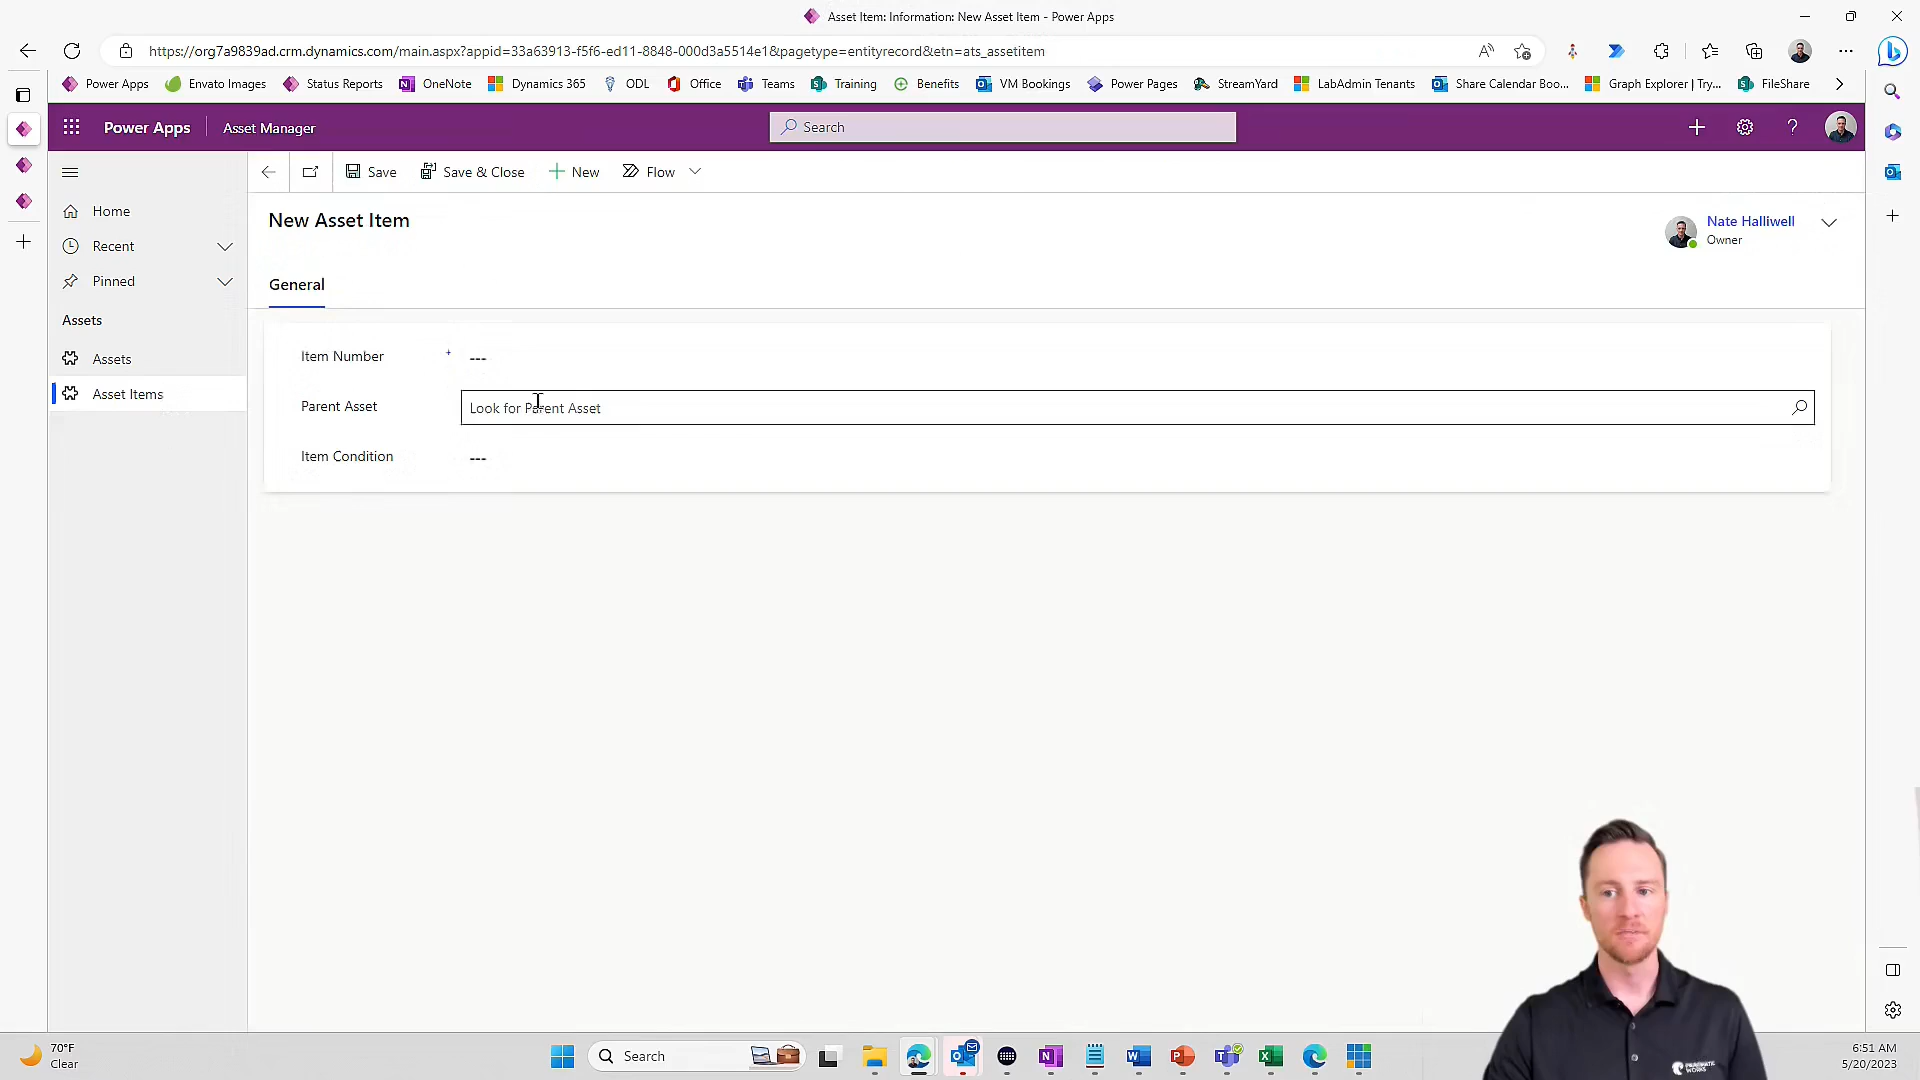 Asset Item: Information: New Asset Item - Power Apps
https://org7a9839ad.crm.dynamics.com/main.aspx?appid=33a63913-f5f6-ed11-8848-000d3a5514e1&pagetype=entityrecord&etn=ats_assetitem
Power Apps Envato Images Status Reports OneNote Dynamics 365 ODL Office Teams Training Benefits VM Bookings Power Pages StreamYard LabAdmin Tenants Share Calendar Boo... Graph Explorer | Try... FileShare
Power Apps Asset Manager Search
Save Save & Close New Flow
Home
Recent
Pinned
Assets
Assets
Asset Items
New Asset Item
Nate Halliwell
Owner
General
Item Number + ---
Parent Asset Look for Parent Asset
Item Condition ---
PRAGMATIC
WORKS
70°F
Clear
Search
6:51 AM
5/20/2023